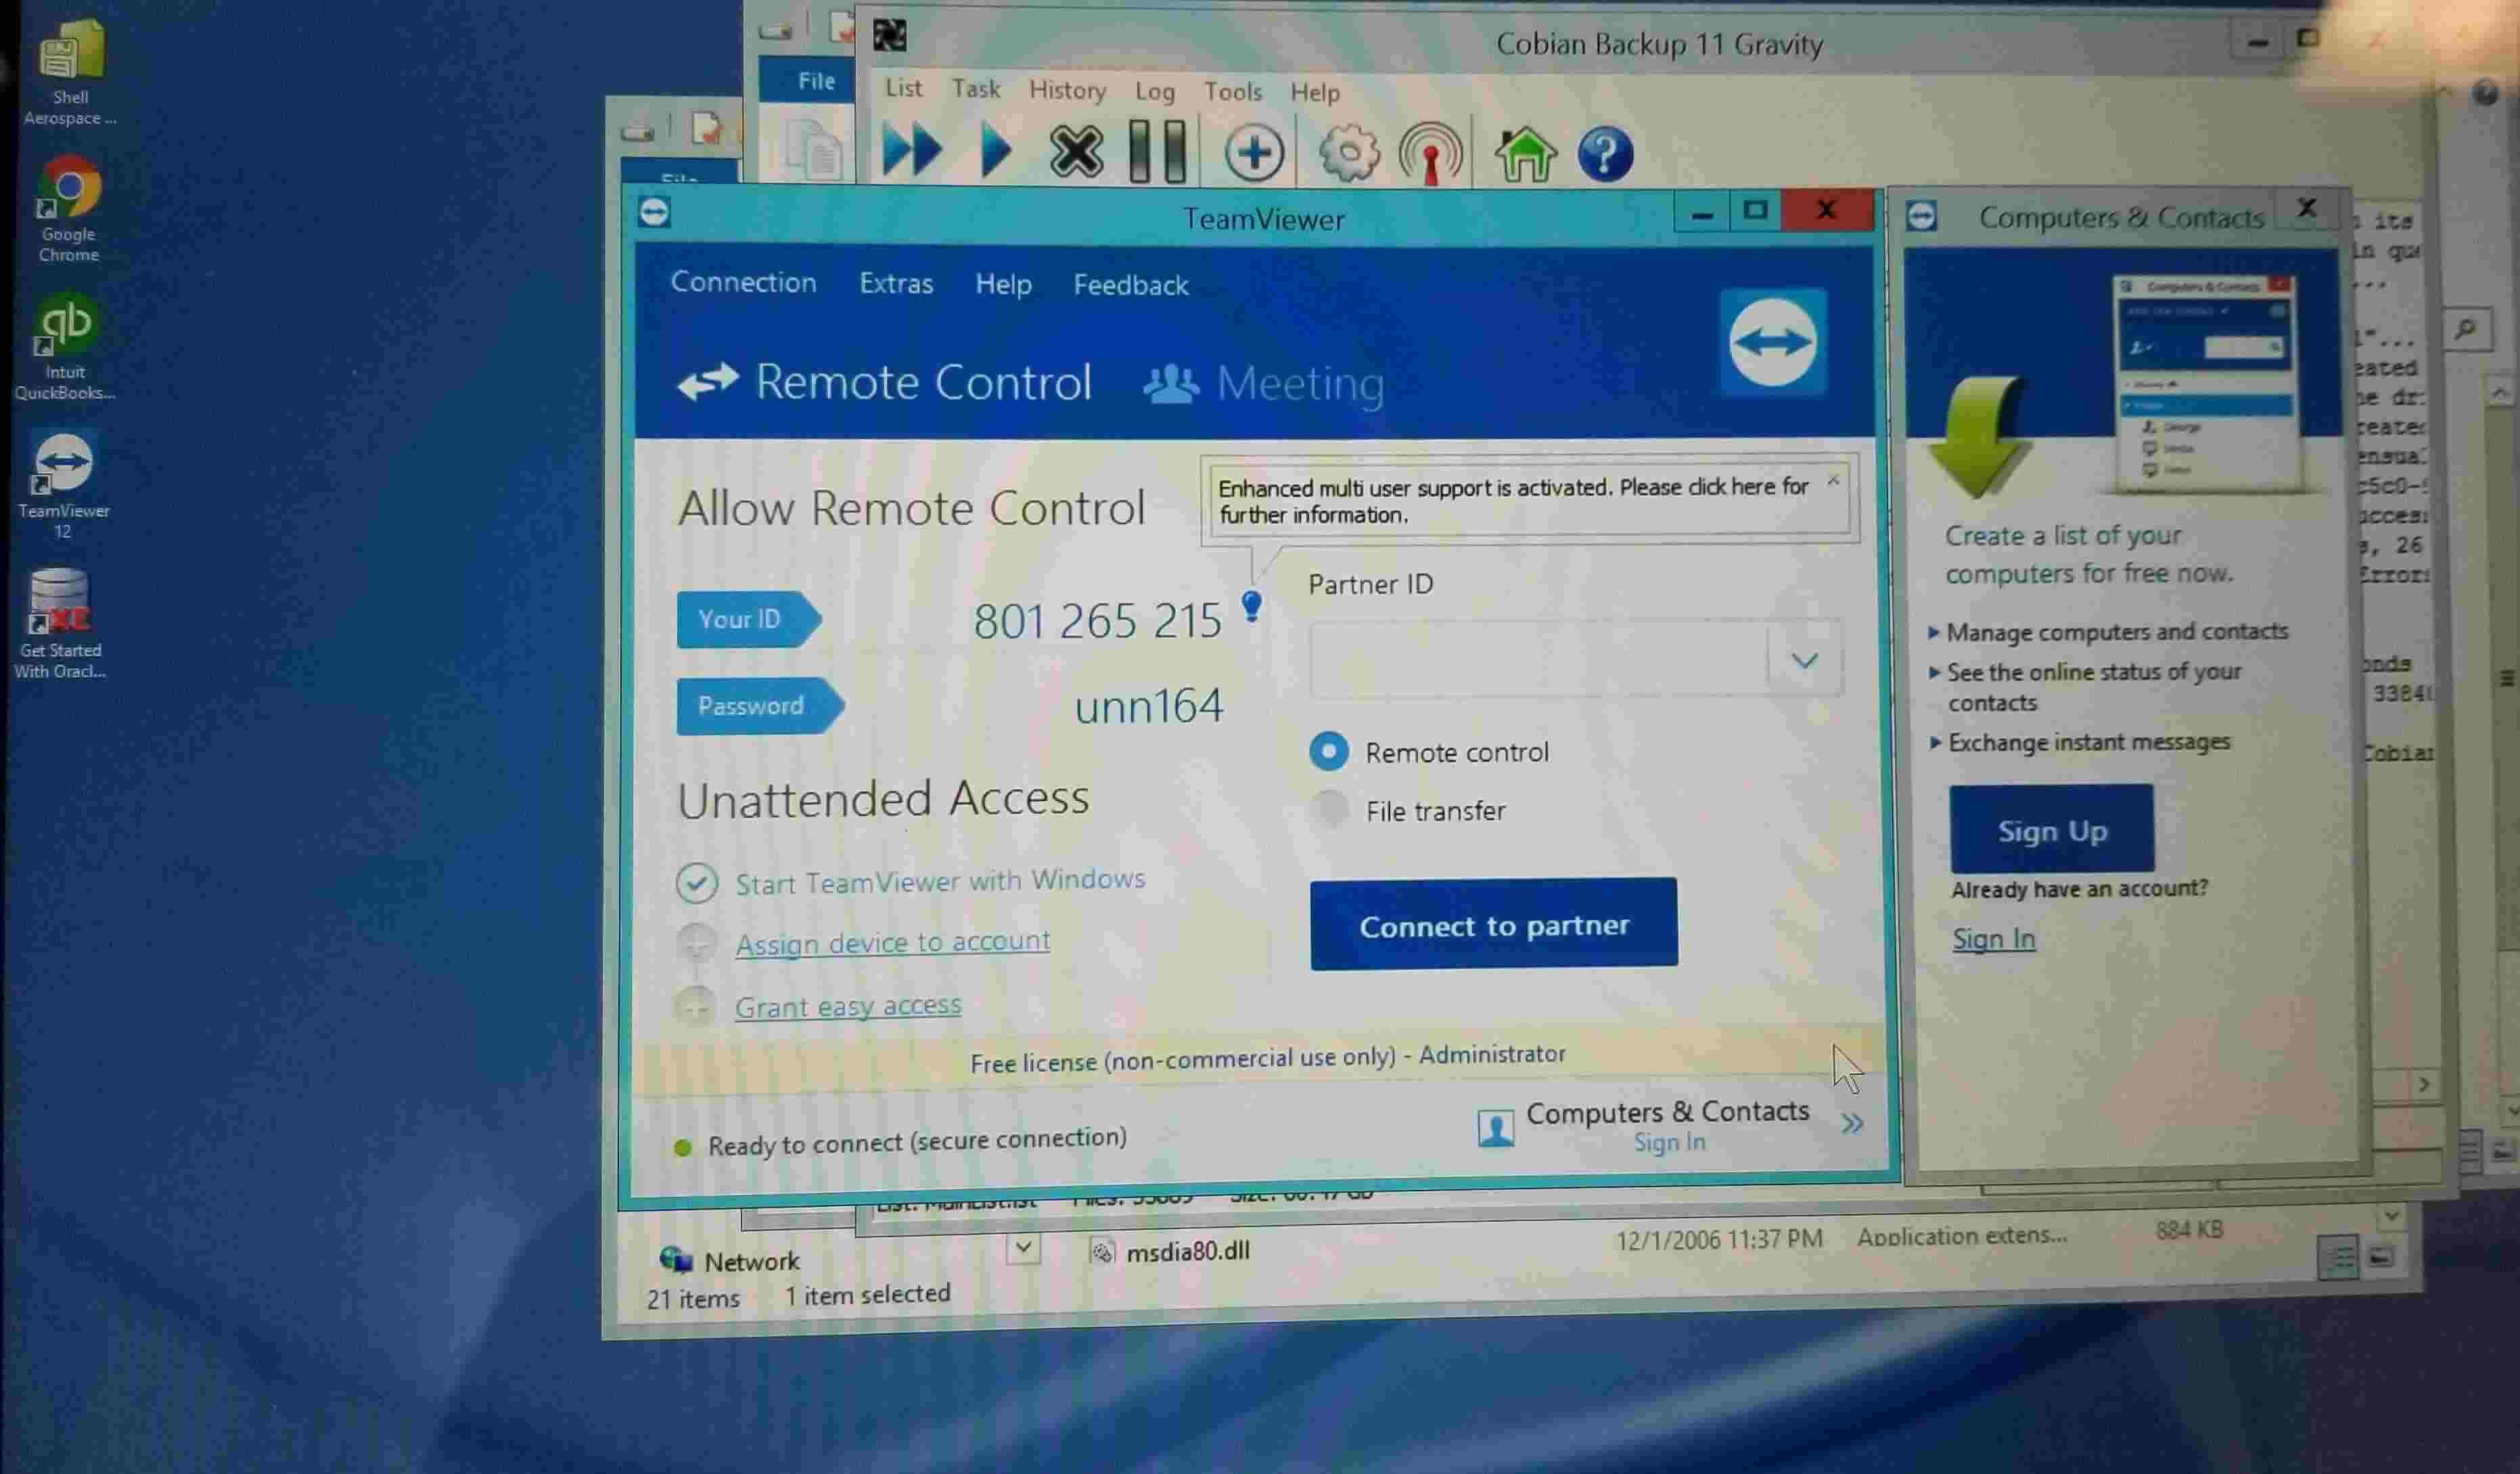 Shell
Aerospace ...
Google
Chrome
qb
Intuit
QuickBooks...
TeamViewer
12
XE
Get Started
With Oracl...
File
Cobian Backup 11 Gravity
List Task History Log Tools Help
TeamViewer
Connection Extras Help Feedback
Remote Control Meeting
Allow Remote Control
Enhanced multi user support is activated. Please click here for
further information.
Your ID 801 265 215
Password unn164
Partner ID
Remote control
File transfer
Connect to partner
Unattended Access
Start TeamViewer with Windows
Assign device to account
Grant easy access
Free license (non-commercial use only) - Administrator
Ready to connect (secure connection)
Computers & Contacts
Sign In
Computers & Contacts
Computers & Contacts
Create a list of your
computers for free now.
Manage computers and contacts
See the online status of your
contacts
Exchange instant messages
Sign Up
Already have an account?
Sign In
its
, 26
Network
msdia80.dll 12/1/2006 11:37 PM Application extens... 884 KB
21 items 1 item selected